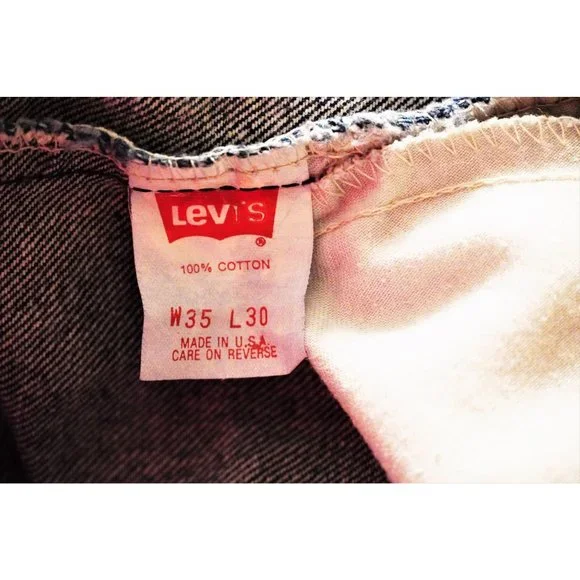 Levi's
®
100% COTTON
W35 L30
MADE IN U.S.A.
CARE ON REVERSE